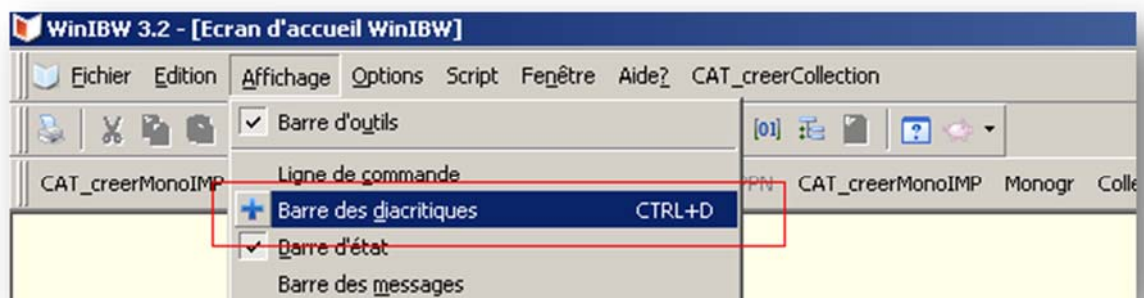 WinIBW 3.2 - [Ecran d'accueil WinIBW]
Fichier Edition Affichage Options Script Fenêtre Aide? CAT_creerCollection
Barre d'outils
[01]
Ligne de commande
CAT_creerMonoIMP PPN CAT_creerMonoIMP Monogr Colle
Barre des diacritiques CTRL+D
Barre d'état
Barre des messages